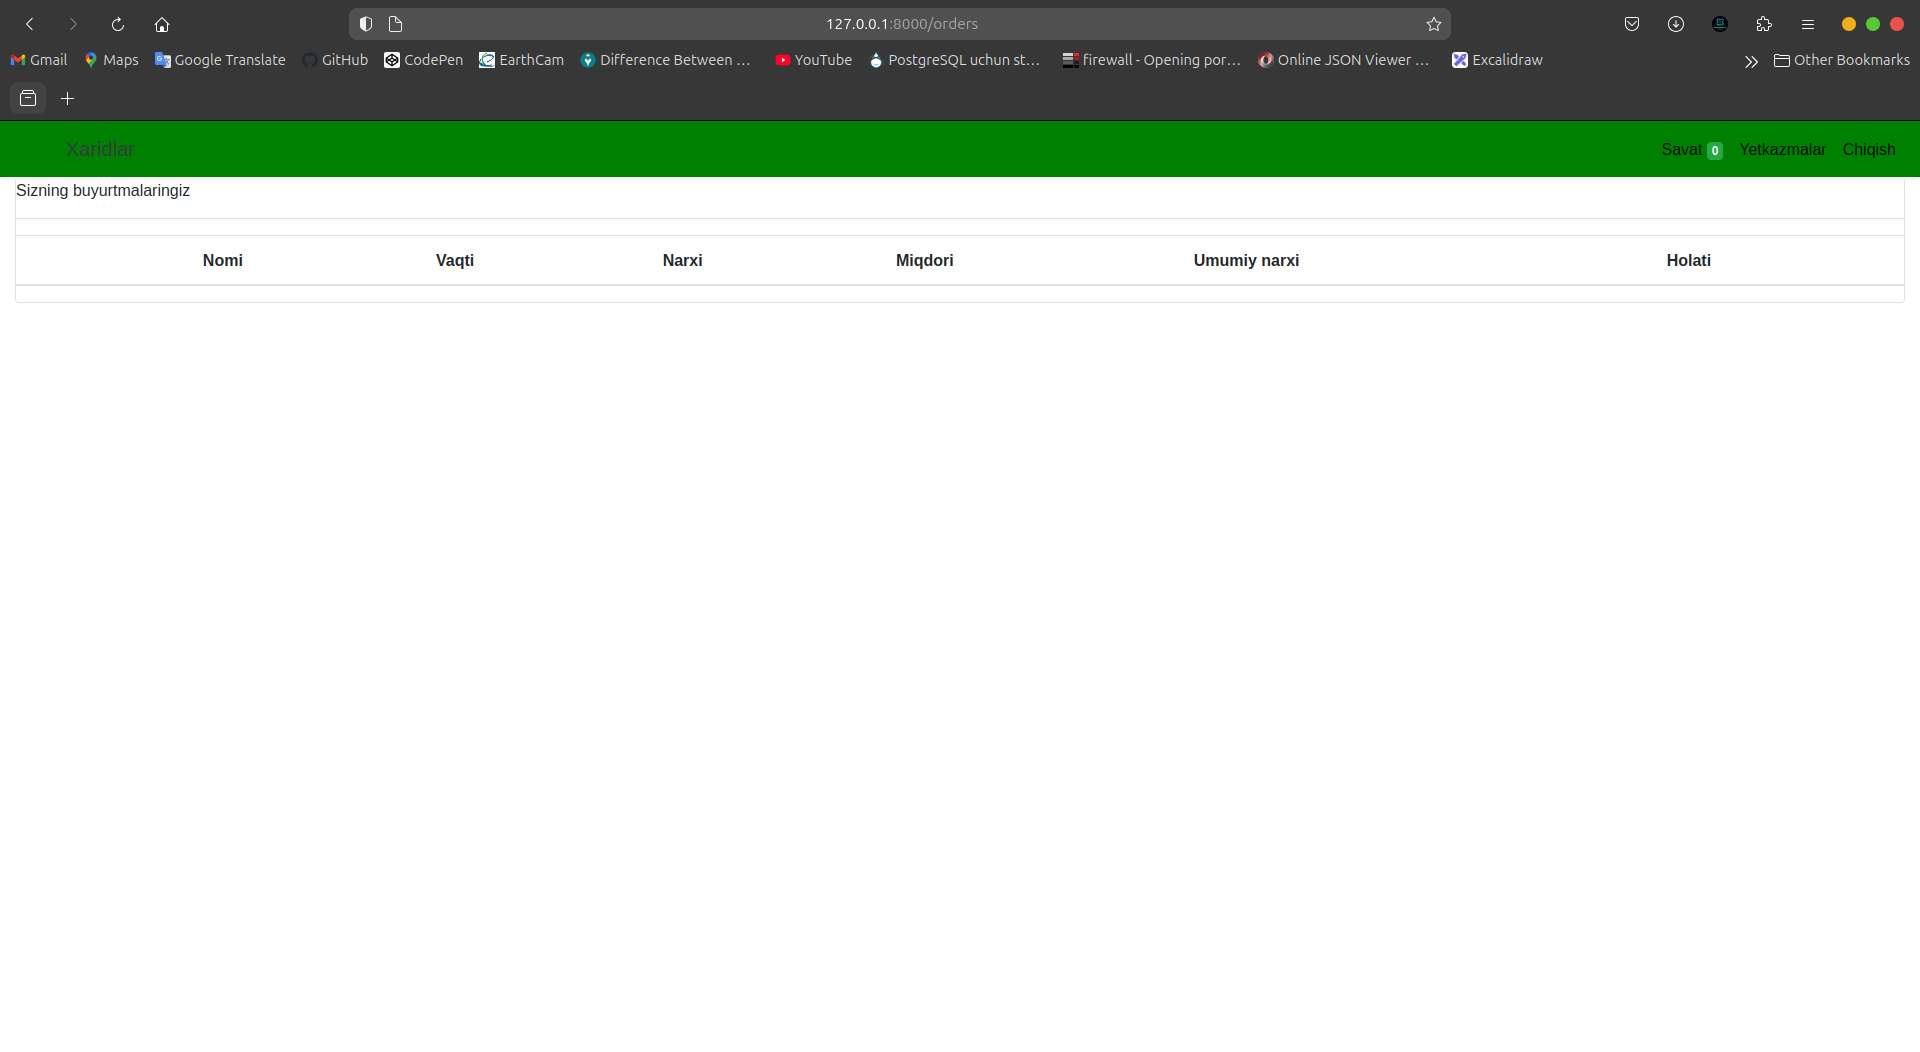 127.0.0.1:8000/orders
Gmail Maps Google Translate GitHub CodePen EarthCam Difference Between … YouTube PostgreSQL uchun st… firewall - Opening por… Online JSON Viewer … Excalidraw Other Bookmarks
Xaridlar Savat 0 Yetkazmalar Chiqish
Sizning buyurtmalaringiz
Nomi Vaqti Narxi Miqdori Umumiy narxi Holati